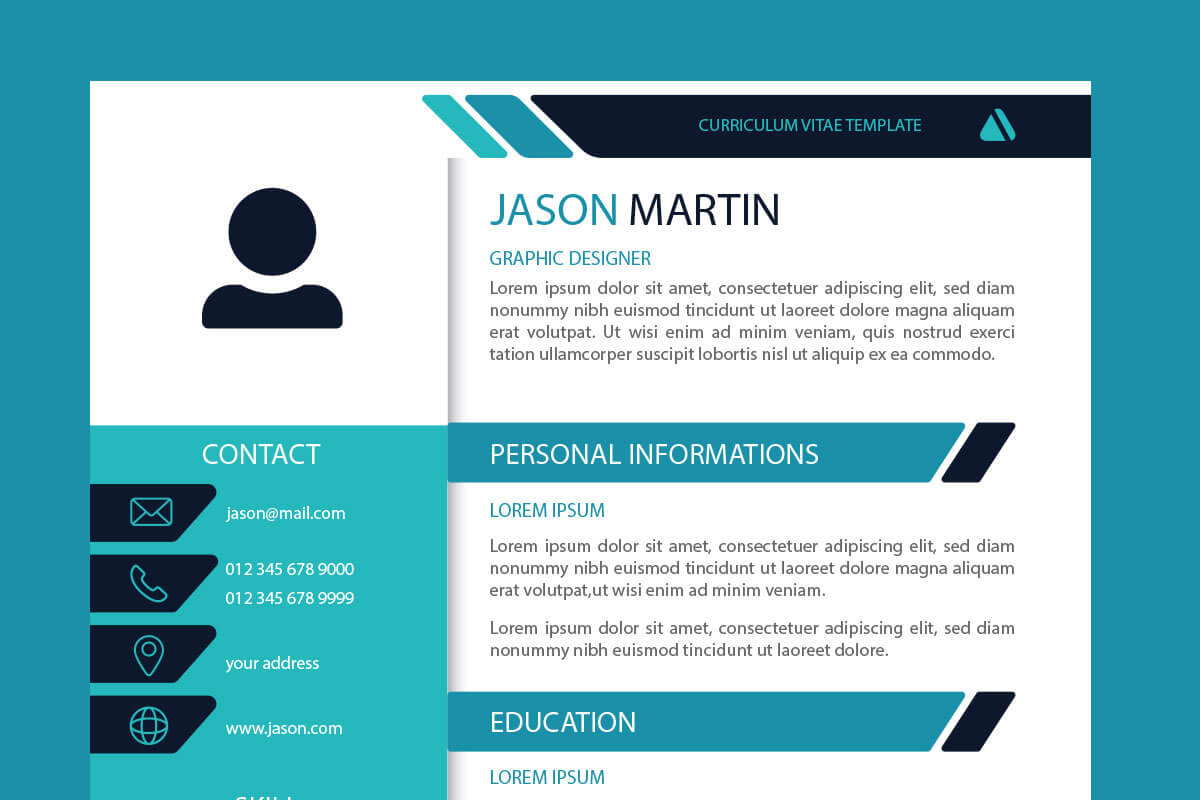 CURRICULUM VITAE TEMPLATE
JASON MARTIN
GRAPHIC DESIGNER
Lorem ipsum dolor sit amet, consectetuer adipiscing elit, sed diam
nonummy nibh euismod tincidunt ut laoreet dolore magna aliquam
erat volutpat. Ut wisi enim ad minim veniam, quis nostrud exerci
tation ullamcorper suscipit lobortis nisl ut aliquip ex ea commodo.
CONTACT
jason@mail.com
012 345 678 9000
012 345 678 9999
your address
www.jason.com
PERSONAL INFORMATIONS
LOREM IPSUM
Lorem ipsum dolor sit amet, consectetuer adipiscing elit, sed diam
nonummy nibh euismod tincidunt ut laoreet dolore magna aliquam
erat volutpat,ut wisi enim ad minim veniam.
Lorem ipsum dolor sit amet, consectetuer adipiscing elit, sed diam
nonummy nibh euismod tincidunt ut laoreet dolore.
EDUCATION
LOREM IPSUM